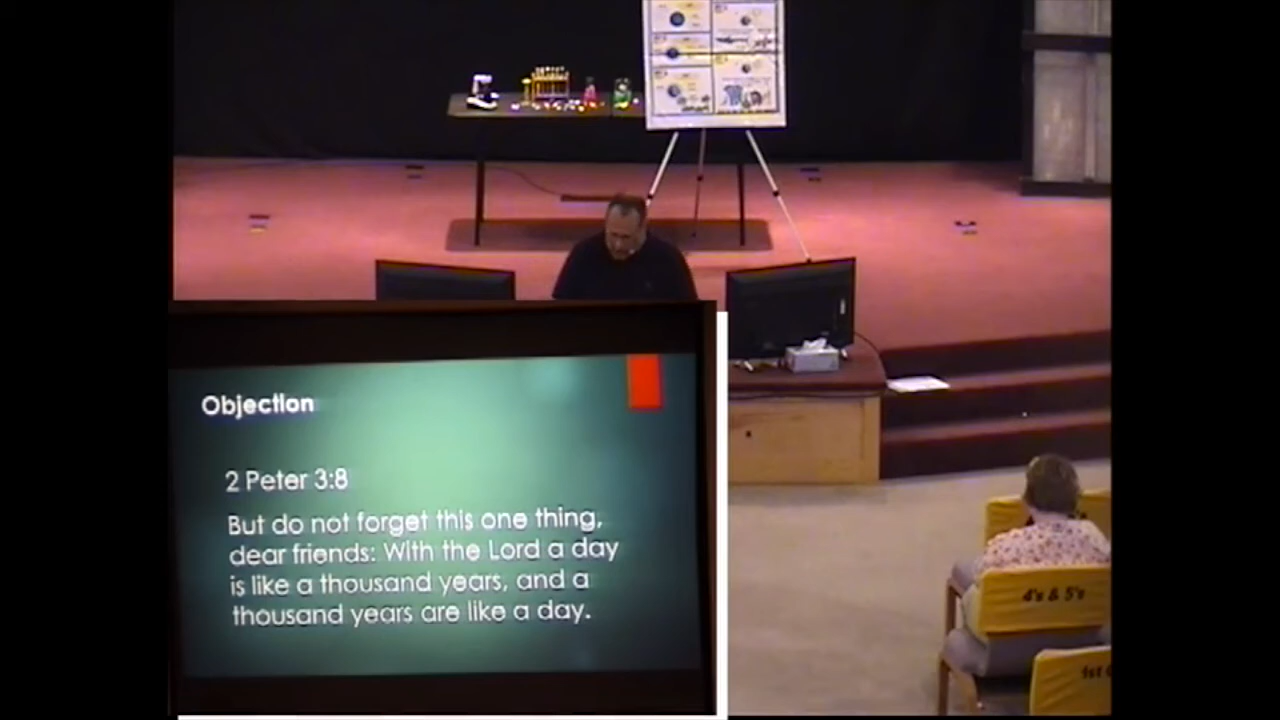 Objection
2 Peter 3:8
But do not forget this one thing,
dear friends: With the Lord a day
is like a thousand years, and a
thousand years are like a day.
4's & 5's
1st